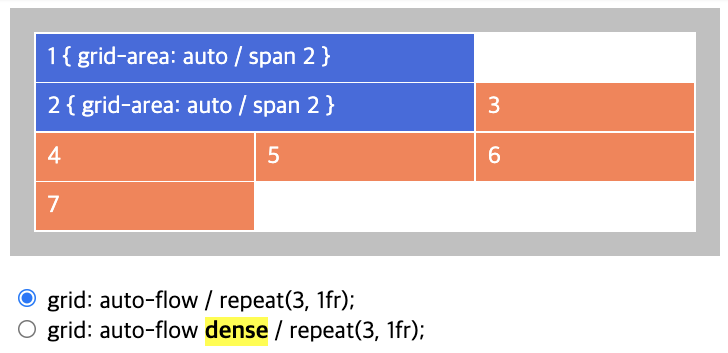 1 { grid-area: auto / span 2 }
2 { grid-area: auto / span 2 } 3
4 5 6
7
grid: auto-flow / repeat(3, 1fr);
grid: auto-flow dense / repeat(3, 1fr);